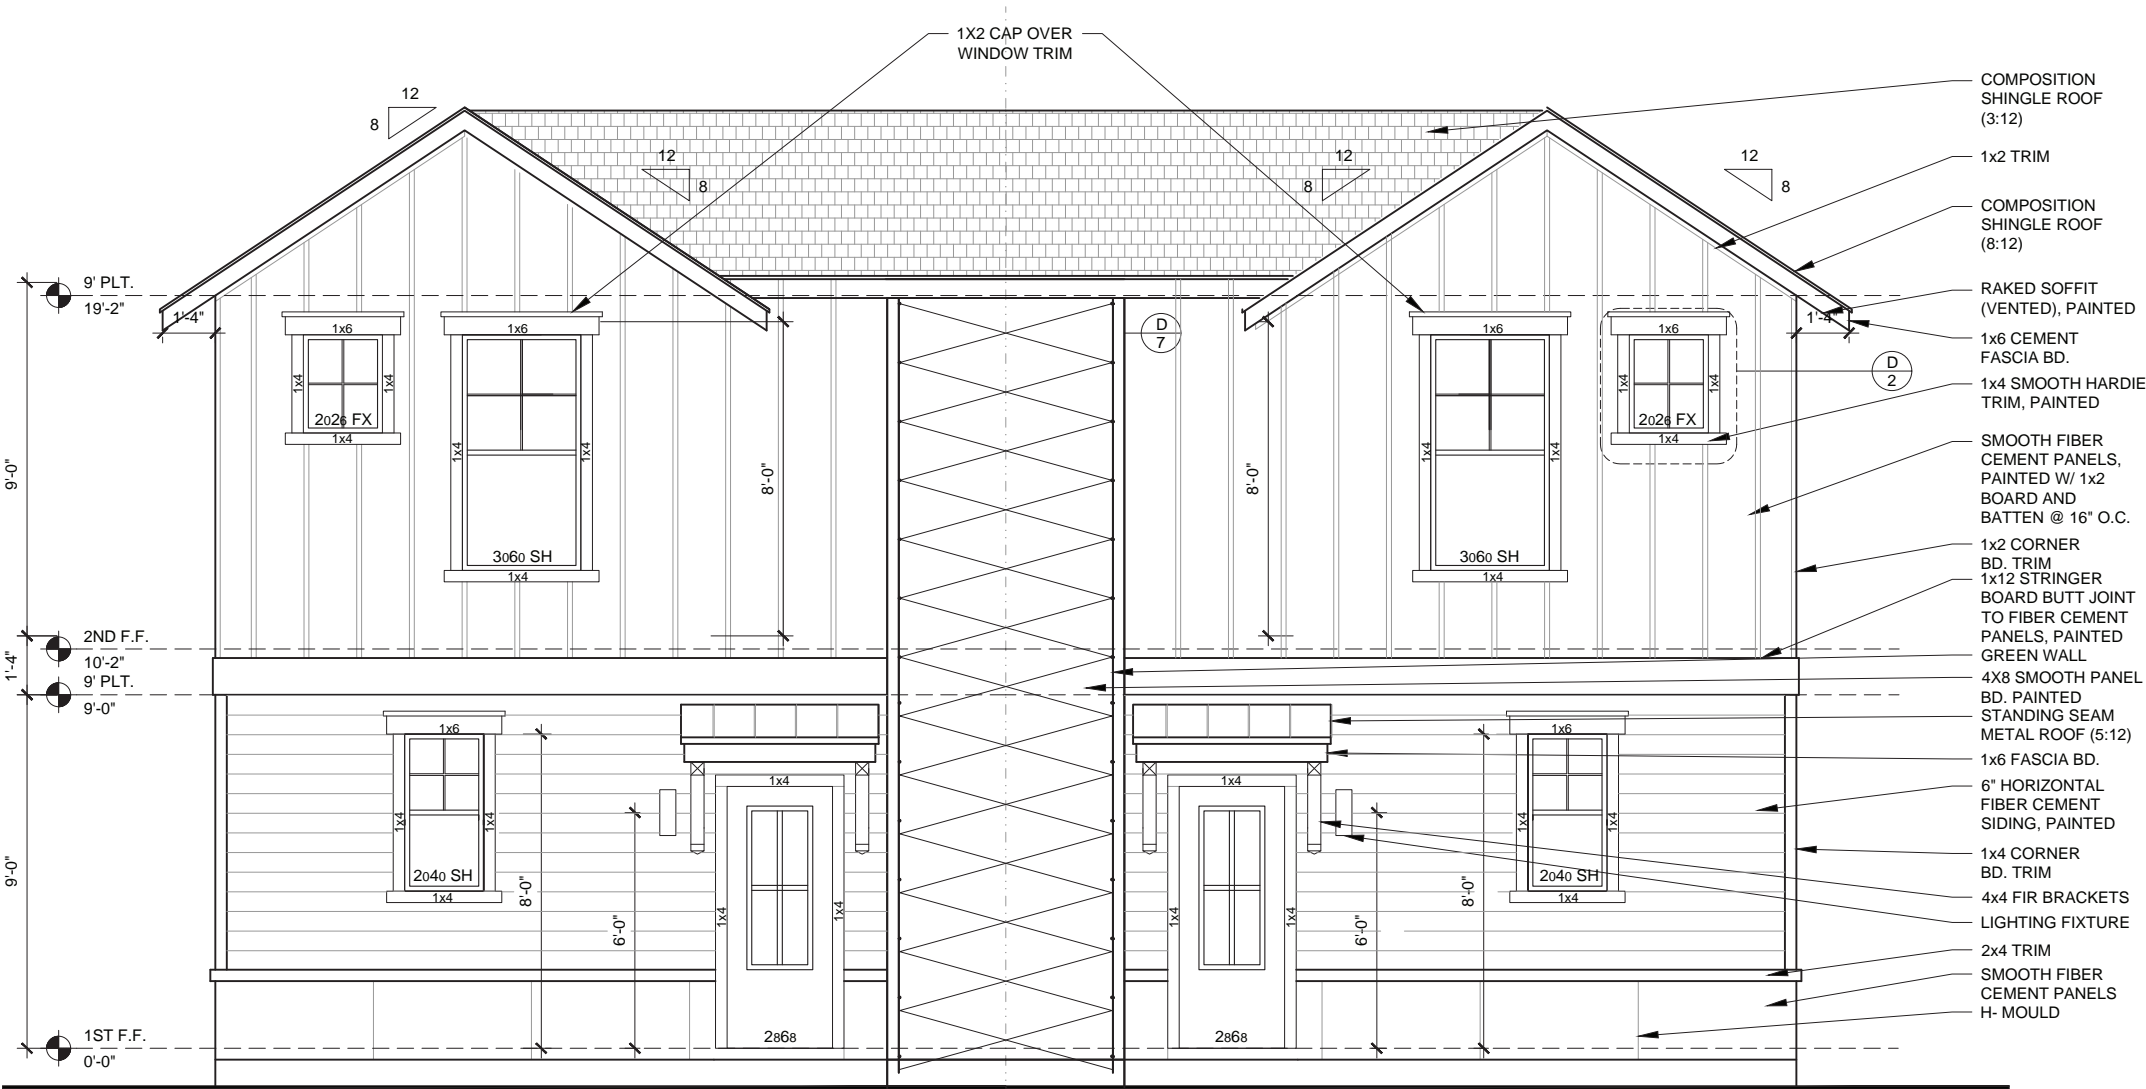 1X2 CAP OVER
WINDOW TRIM
12
8
12
8
12
8
12
8
9' PLT.
19'-2"
1'-4"
1'-4"
1x6
1x4
1x4
2026 FX
1x4
1x6
1x4
1x4
3060 SH
1x4
8'-0"
D
7
8'-0"
1x6
1x4
1x4
3060 SH
1x4
1x6
1x4
1x4
2026 FX
1x4
D
2
9'-0"
2ND F.F.
10'-2"
1'-4"
9' PLT.
9'-0"
1x6
1x4
1x4
2040 SH
1x4
8'-0"
6'-0"
1x4
1x4
1x4
2868
1x4
1x4
1x4
2868
6'-0"
8'-0"
1x6
1x4
1x4
2040 SH
1x4
9'-0"
1ST F.F.
0'-0"
COMPOSITION
SHINGLE ROOF
(3:12)
1x2 TRIM
COMPOSITION
SHINGLE ROOF
(8:12)
RAKED SOFFIT
(VENTED), PAINTED
1x6 CEMENT
FASCIA BD.
1x4 SMOOTH HARDIE
TRIM, PAINTED
SMOOTH FIBER
CEMENT PANELS,
PAINTED W/ 1x2
BOARD AND
BATTEN @ 16" O.C.
1x2 CORNER
BD. TRIM
1x12 STRINGER
BOARD BUTT JOINT
TO FIBER CEMENT
PANELS, PAINTED
GREEN WALL
4X8 SMOOTH PANEL
BD. PAINTED
STANDING SEAM
METAL ROOF (5:12)
1x6 FASCIA BD.
6" HORIZONTAL
FIBER CEMENT
SIDING, PAINTED
1x4 CORNER
BD. TRIM
4x4 FIR BRACKETS
LIGHTING FIXTURE
2x4 TRIM
SMOOTH FIBER
CEMENT PANELS
H- MOULD